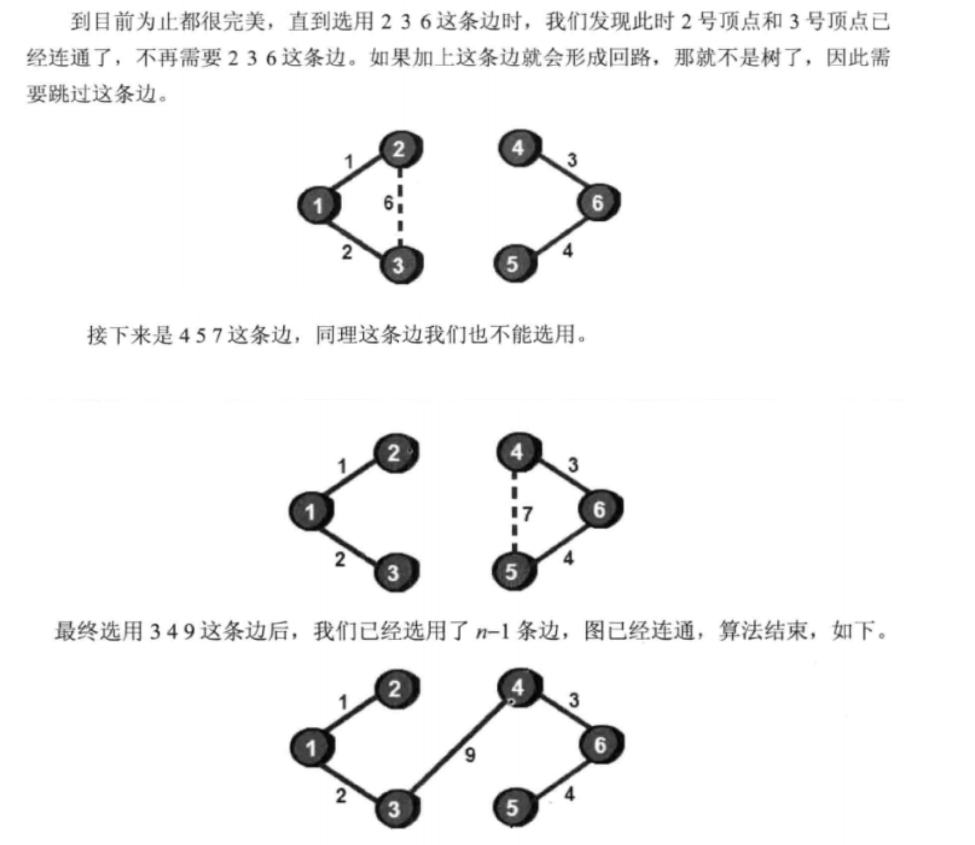 到目前为止都很完美，直到选用 2 3 6 这条边时，我们发现此时 2 号顶点和 3 号顶点已
经连通了，不再需要 2 3 6 这条边。如果加上这条边就会形成回路，那就不是树了，因此需
要跳过这条边。
2 4
1 3
1 6 6
2 4
3 5
接下来是 4 5 7 这条边，同理这条边我们也不能选用。
2 4
1 3
1 7 6
2 4
3 5
最终选用 3 4 9 这条边后，我们已经选用了 n–1 条边，图已经连通，算法结束，如下。
2 4
1 3
1 9 6
2 4
3 5